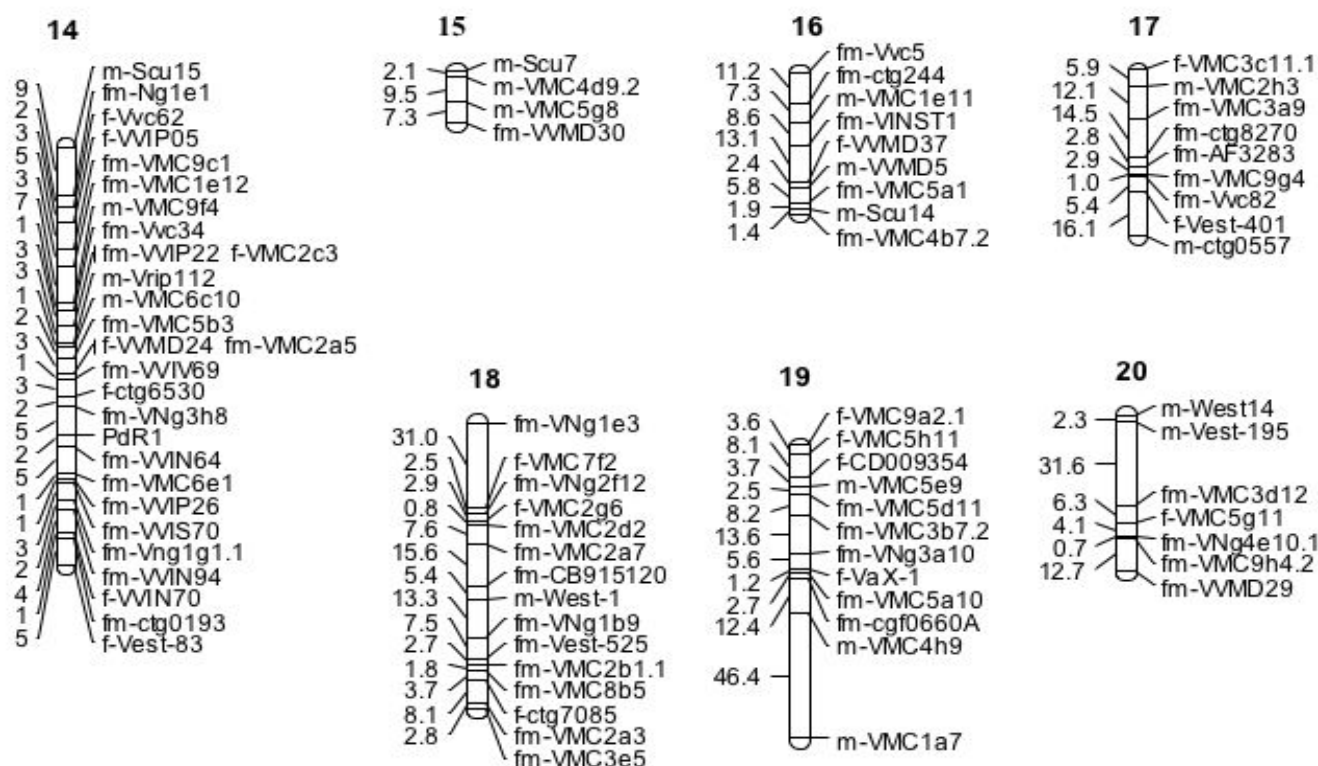 14
9
2
3
5
3
7
1
3
3
1
2
3
1
3
2
5
2
5
1
1
3
2
4
1
5
m-Scu15
fm-Ng1e1
f-Vvc62
f-VVIP05
fm-VMC9c1
fm-VMC1e12
m-VMC9f4
fm-Vvc34
fm-VVIP22 f-VMC2c3
m-Vrip112
m-VMC6c10
fm-VMC5b3
f-VVMD24 fm-VMC2a5
fm-VVIV69
f-ctg6530
fm-VNg3h8
PdR1
fm-VVIN64
fm-VMC6e1
fm-VVIP26
fm-VVIS70
fm-Vng1g1.1
fm-VVIN94
f-VVIN70
fm-ctg0193
f-Vest-83
15
2.1
9.5
7.3
m-Scu7
m-VMC4d9.2
m-VMC5g8
fm-VVMD30
16
11.2
7.3
8.6
13.1
2.4
5.8
1.9
1.4
fm-Vvc5
fm-ctg244
m-VMC1e11
fm-VINST1
f-VVMD37
m-VVMD5
fm-VMC5a1
m-Scu14
fm-VMC4b7.2
17
5.9
12.1
14.5
2.8
2.9
1.0
5.4
16.1
f-VMC3c11.1
m-VMC2h3
fm-VMC3a9
fm-ctg8270
fm-AF3283
fm-VMC9g4
fm-Vvc82
f-Vest-401
m-ctg0557
18
31.0
2.5
2.9
0.8
7.6
15.6
5.4
13.3
7.5
2.7
1.8
3.7
8.1
2.8
fm-VNg1e3
f-VMC7f2
fm-VNg2f12
f-VMC2g6
fm-VMC2d2
fm-VMC2a7
fm-CB915120
m-West-1
fm-VNg1b9
fm-Vest-525
fm-VMC2b1.1
fm-VMC8b5
f-ctg7085
fm-VMC2a3
fm-VMC3e5
19
3.6
8.1
3.7
2.5
8.2
13.6
5.6
1.2
2.7
12.4
46.4
f-VMC9a2.1
f-VMC5h11
f-CD009354
m-VMC5e9
fm-VMC5d11
fm-VMC3b7.2
fm-VNg3a10
f-VaX-1
fm-VMC5a10
fm-cgf0660A
m-VMC4h9
m-VMC1a7
20
2.3
31.6
6.3
4.1
0.7
12.7
m-West14
m-Vest-195
fm-VMC3d12
f-VMC5g11
fm-VNg4e10.1
fm-VMC9h4.2
fm-VVMD29